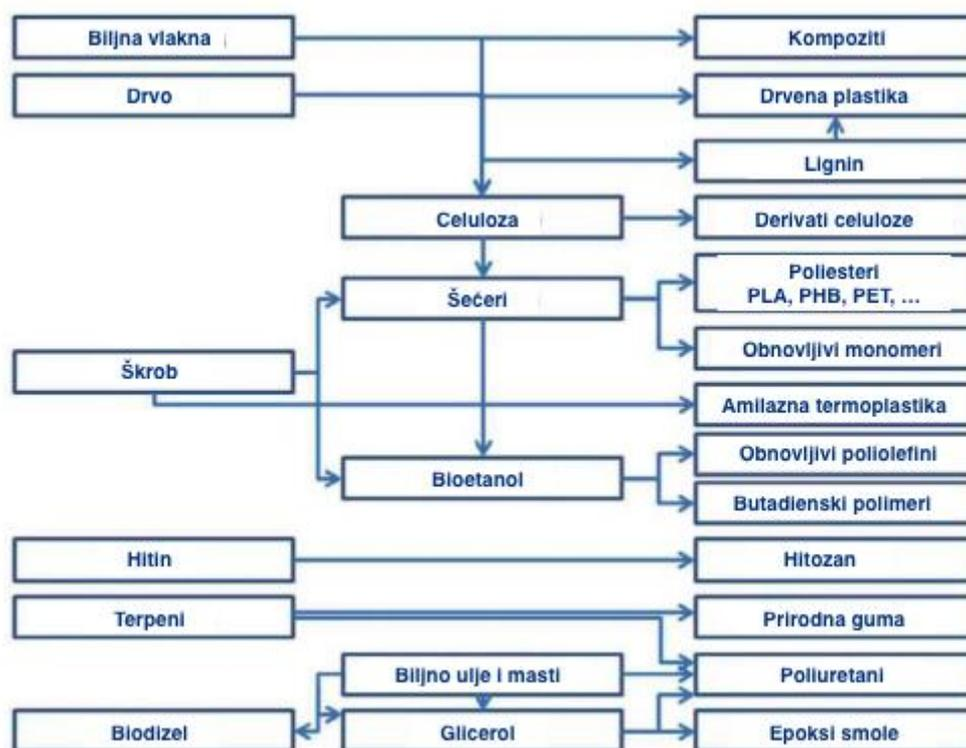 Biljna vlakna
Kompoziti
Drvo
Drvena plastika
Lignin
Celuloza
Derivati celuloze
Šećeri
Poliesteri
PLA, PHB, PET, ...
Obnovljivi monomeri
Škrob
Amilazna termoplastika
Obnovljivi poliolefini
Bioetanol
Butadienski polimeri
Hitin
Hitozan
Terpeni
Prirodna guma
Biljno ulje i masti
Poliuretani
Biodizel
Glicerol
Epoksi smole